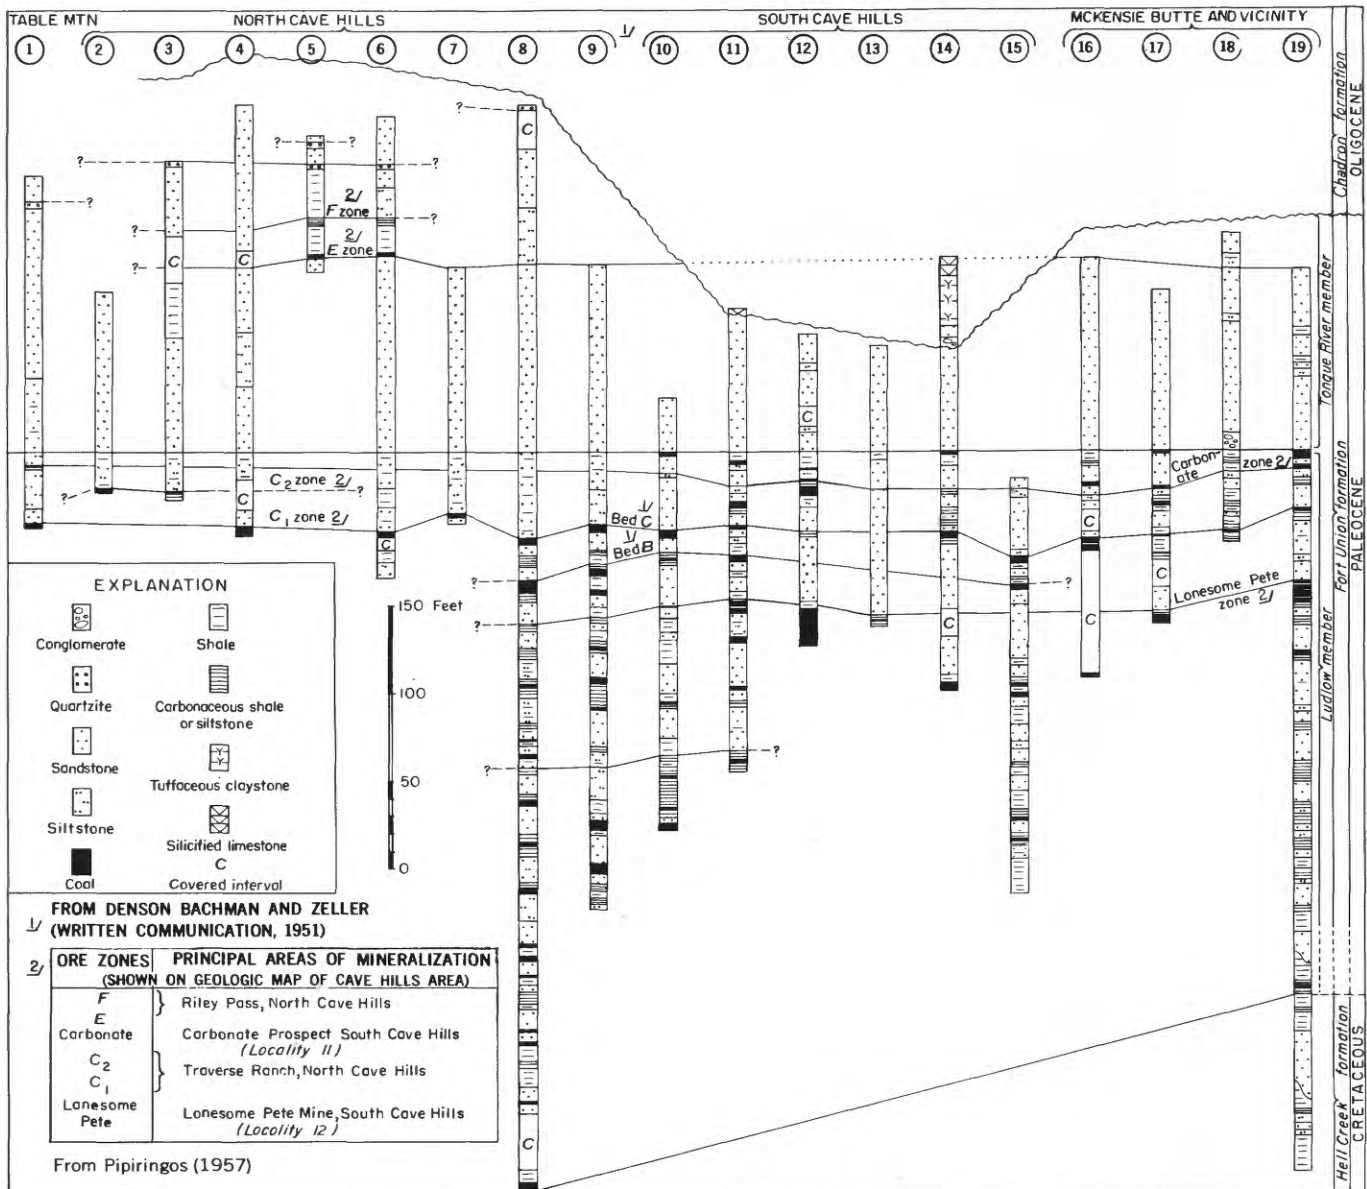 TABLE MTN NORTH CAVE HILLS 1/ SOUTH CAVE HILLS MCKENSIE BUTTE AND VICINITY
1 2 3 4 5 6 7 8 9 10 11 12 13 14 15 16 17 18 19
Chadron formation
OLIGOCENE
Tongue River member
Fort Union formation
PALEOCENE
Ludlow member
Hell Creek formation
CRETACEOUS
2/
F zone
2/
E zone
C2 zone 2/
C1 zone 2/
1/
Bed C
1/
Bed B
Carbonate zone 2/
Lonesome Pete
zone 2/
EXPLANATION
Conglomerate
Shale
Quartzite
Carbonaceous shale
or siltstone
Sandstone
Tuffaceous claystone
Siltstone
Silicified limestone
C
Coal
Covered interval
150 Feet
100
50
0
1/ FROM DENSON BACHMAN AND ZELLER
(WRITTEN COMMUNICATION, 1951)
2/ ORE ZONES PRINCIPAL AREAS OF MINERALIZATION
(SHOWN ON GEOLOGIC MAP OF CAVE HILLS AREA)
F
E
Riley Pass, North Cave Hills
Carbonate Carbonate Prospect South Cave Hills
(Locality 11)
C2
C1
Traverse Ranch, North Cave Hills
Lonesome
Pete
Lonesome Pete Mine, South Cave Hills
(Locality 12)
From Pipiringos (1957)